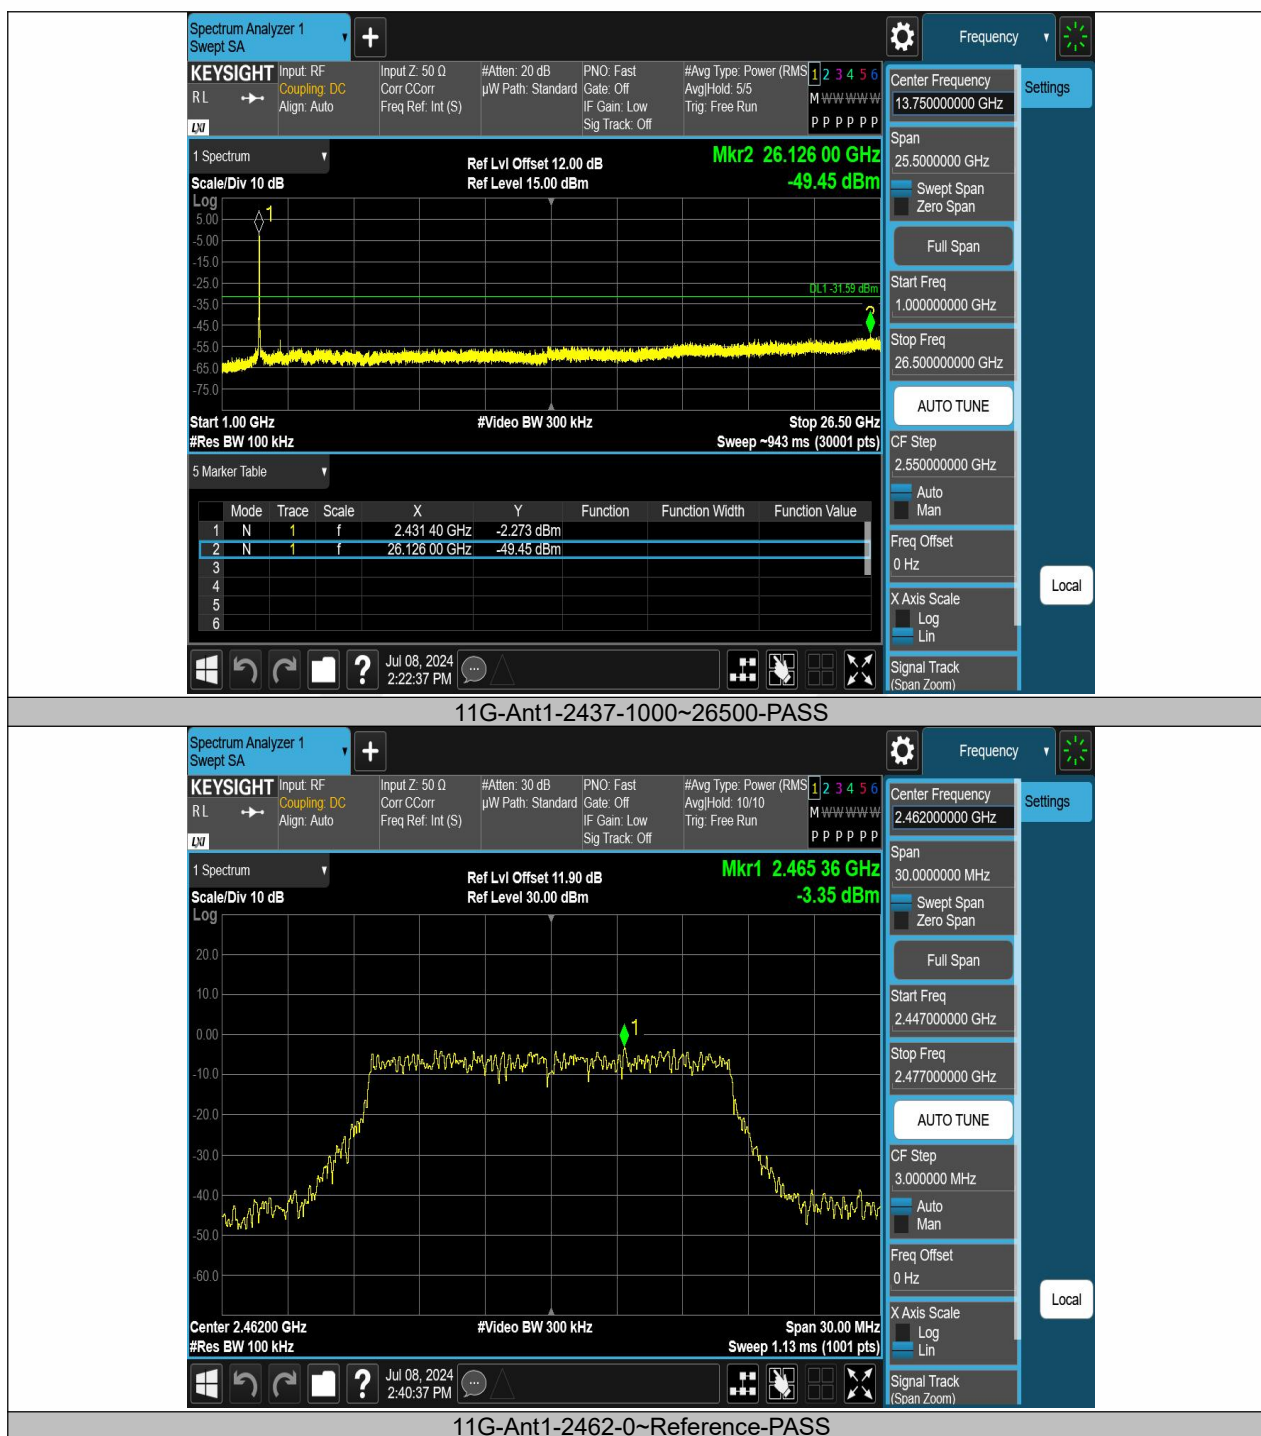 Spectrum Analyzer 1
Swept SA
Frequency
KEYSIGHT
R L
LXI
Input: RF
Coupling: DC
Align: Auto
Input Z: 50 Ω
Corr CCorr
Freq Ref: Int (S)
#Atten: 20 dB
µW Path: Standard
PNO: Fast
Gate: Off
IF Gain: Low
Sig Track: Off
#Avg Type: Power (RMS
Avg|Hold: 5/5
Trig: Free Run
1 2 3 4 5 6
M W W W W W
P P P P P P
1 Spectrum
Scale/Div 10 dB
Ref Lvl Offset 12.00 dB
Ref Level 15.00 dBm
Mkr2 26.126 00 GHz
-49.45 dBm
Log
5.00
-5.00
-15.0
-25.0
-35.0
-45.0
-55.0
-65.0
-75.0
1
DL1 -31.59 dBm
2
Start 1.00 GHz
#Res BW 100 kHz
#Video BW 300 kHz
Stop 26.50 GHz
Sweep ~943 ms (30001 pts)
5 Marker Table
Mode Trace Scale X Y Function Function Width Function Value
1 N 1 f 2.431 40 GHz -2.273 dBm
2 N 1 f 26.126 00 GHz -49.45 dBm
3
4
5
6
Jul 08, 2024
2:22:37 PM
Center Frequency
13.750000000 GHz
Span
25.5000000 GHz
Swept Span
Zero Span
Full Span
Start Freq
1.000000000 GHz
Stop Freq
26.500000000 GHz
AUTO TUNE
CF Step
2.550000000 GHz
Auto
Man
Freq Offset
0 Hz
X Axis Scale
Log
Lin
Signal Track
(Span Zoom)
Settings
Local
11G-Ant1-2437-1000~26500-PASS
Spectrum Analyzer 1
Swept SA
Frequency
KEYSIGHT
R L
LXI
Input: RF
Coupling: DC
Align: Auto
Input Z: 50 Ω
Corr CCorr
Freq Ref: Int (S)
#Atten: 30 dB
µW Path: Standard
PNO: Fast
Gate: Off
IF Gain: Low
Sig Track: Off
#Avg Type: Power (RMS
Avg|Hold: 10/10
Trig: Free Run
1 2 3 4 5 6
M W W W W W
P P P P P P
1 Spectrum
Scale/Div 10 dB
Ref Lvl Offset 11.90 dB
Ref Level 30.00 dBm
Mkr1 2.465 36 GHz
-3.35 dBm
Log
20.0
10.0
0.00
-10.0
-20.0
-30.0
-40.0
-50.0
-60.0
1
Center 2.46200 GHz
#Res BW 100 kHz
#Video BW 300 kHz
Span 30.00 MHz
Sweep 1.13 ms (1001 pts)
Jul 08, 2024
2:40:37 PM
Center Frequency
2.462000000 GHz
Span
30.0000000 MHz
Swept Span
Zero Span
Full Span
Start Freq
2.447000000 GHz
Stop Freq
2.477000000 GHz
AUTO TUNE
CF Step
3.000000 MHz
Auto
Man
Freq Offset
0 Hz
X Axis Scale
Log
Lin
Signal Track
(Span Zoom)
Settings
Local
11G-Ant1-2462-0~Reference-PASS